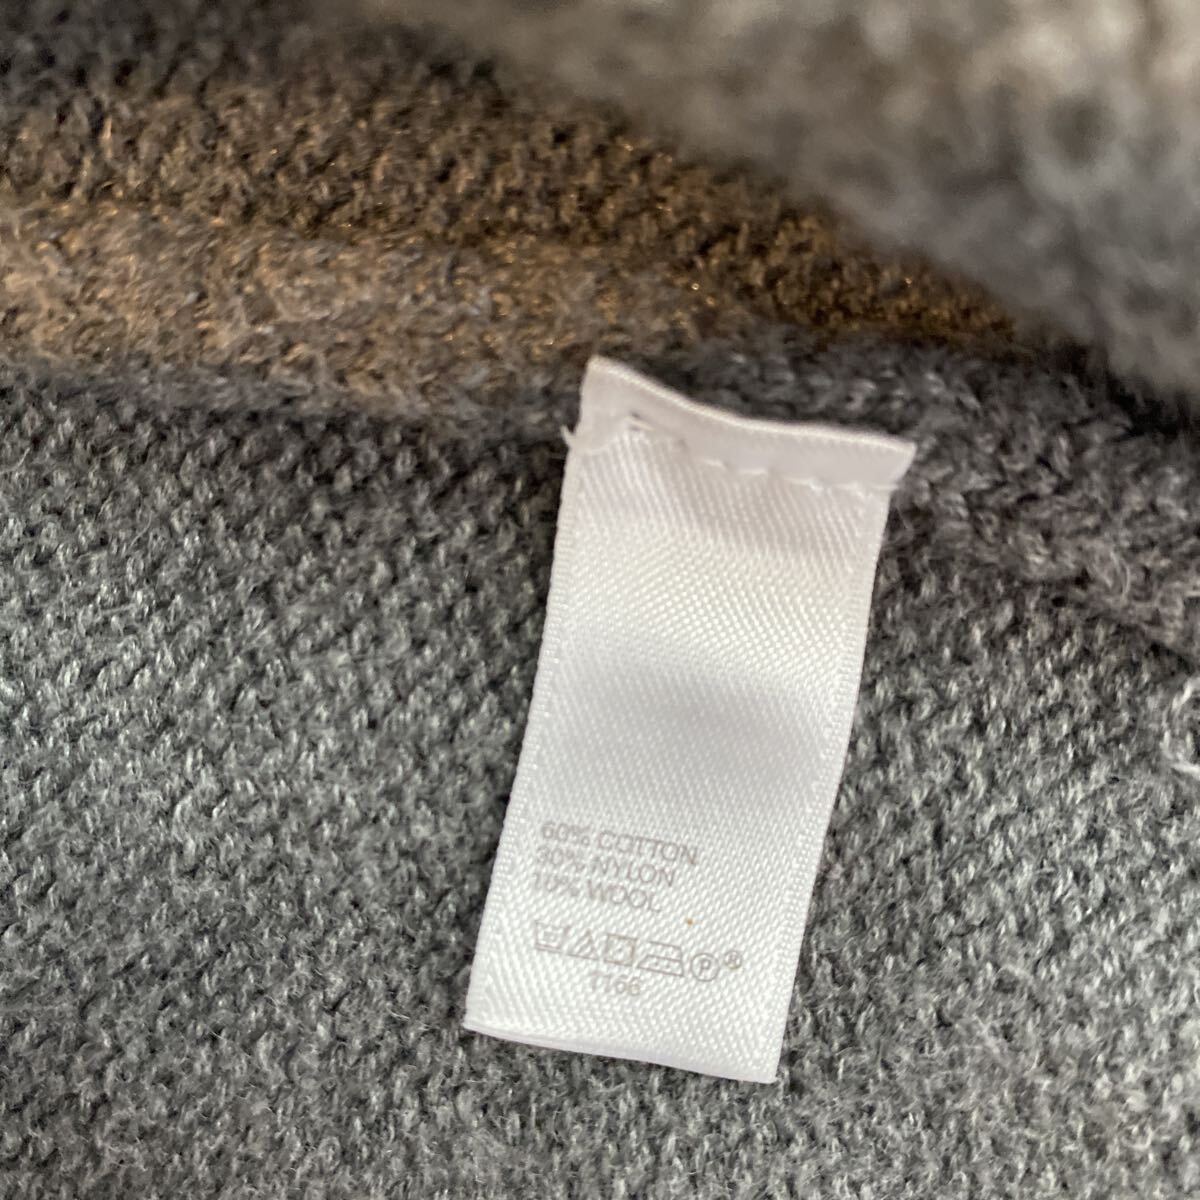 60% COTTON
30% NYLON
10% WOOL
P®
1166